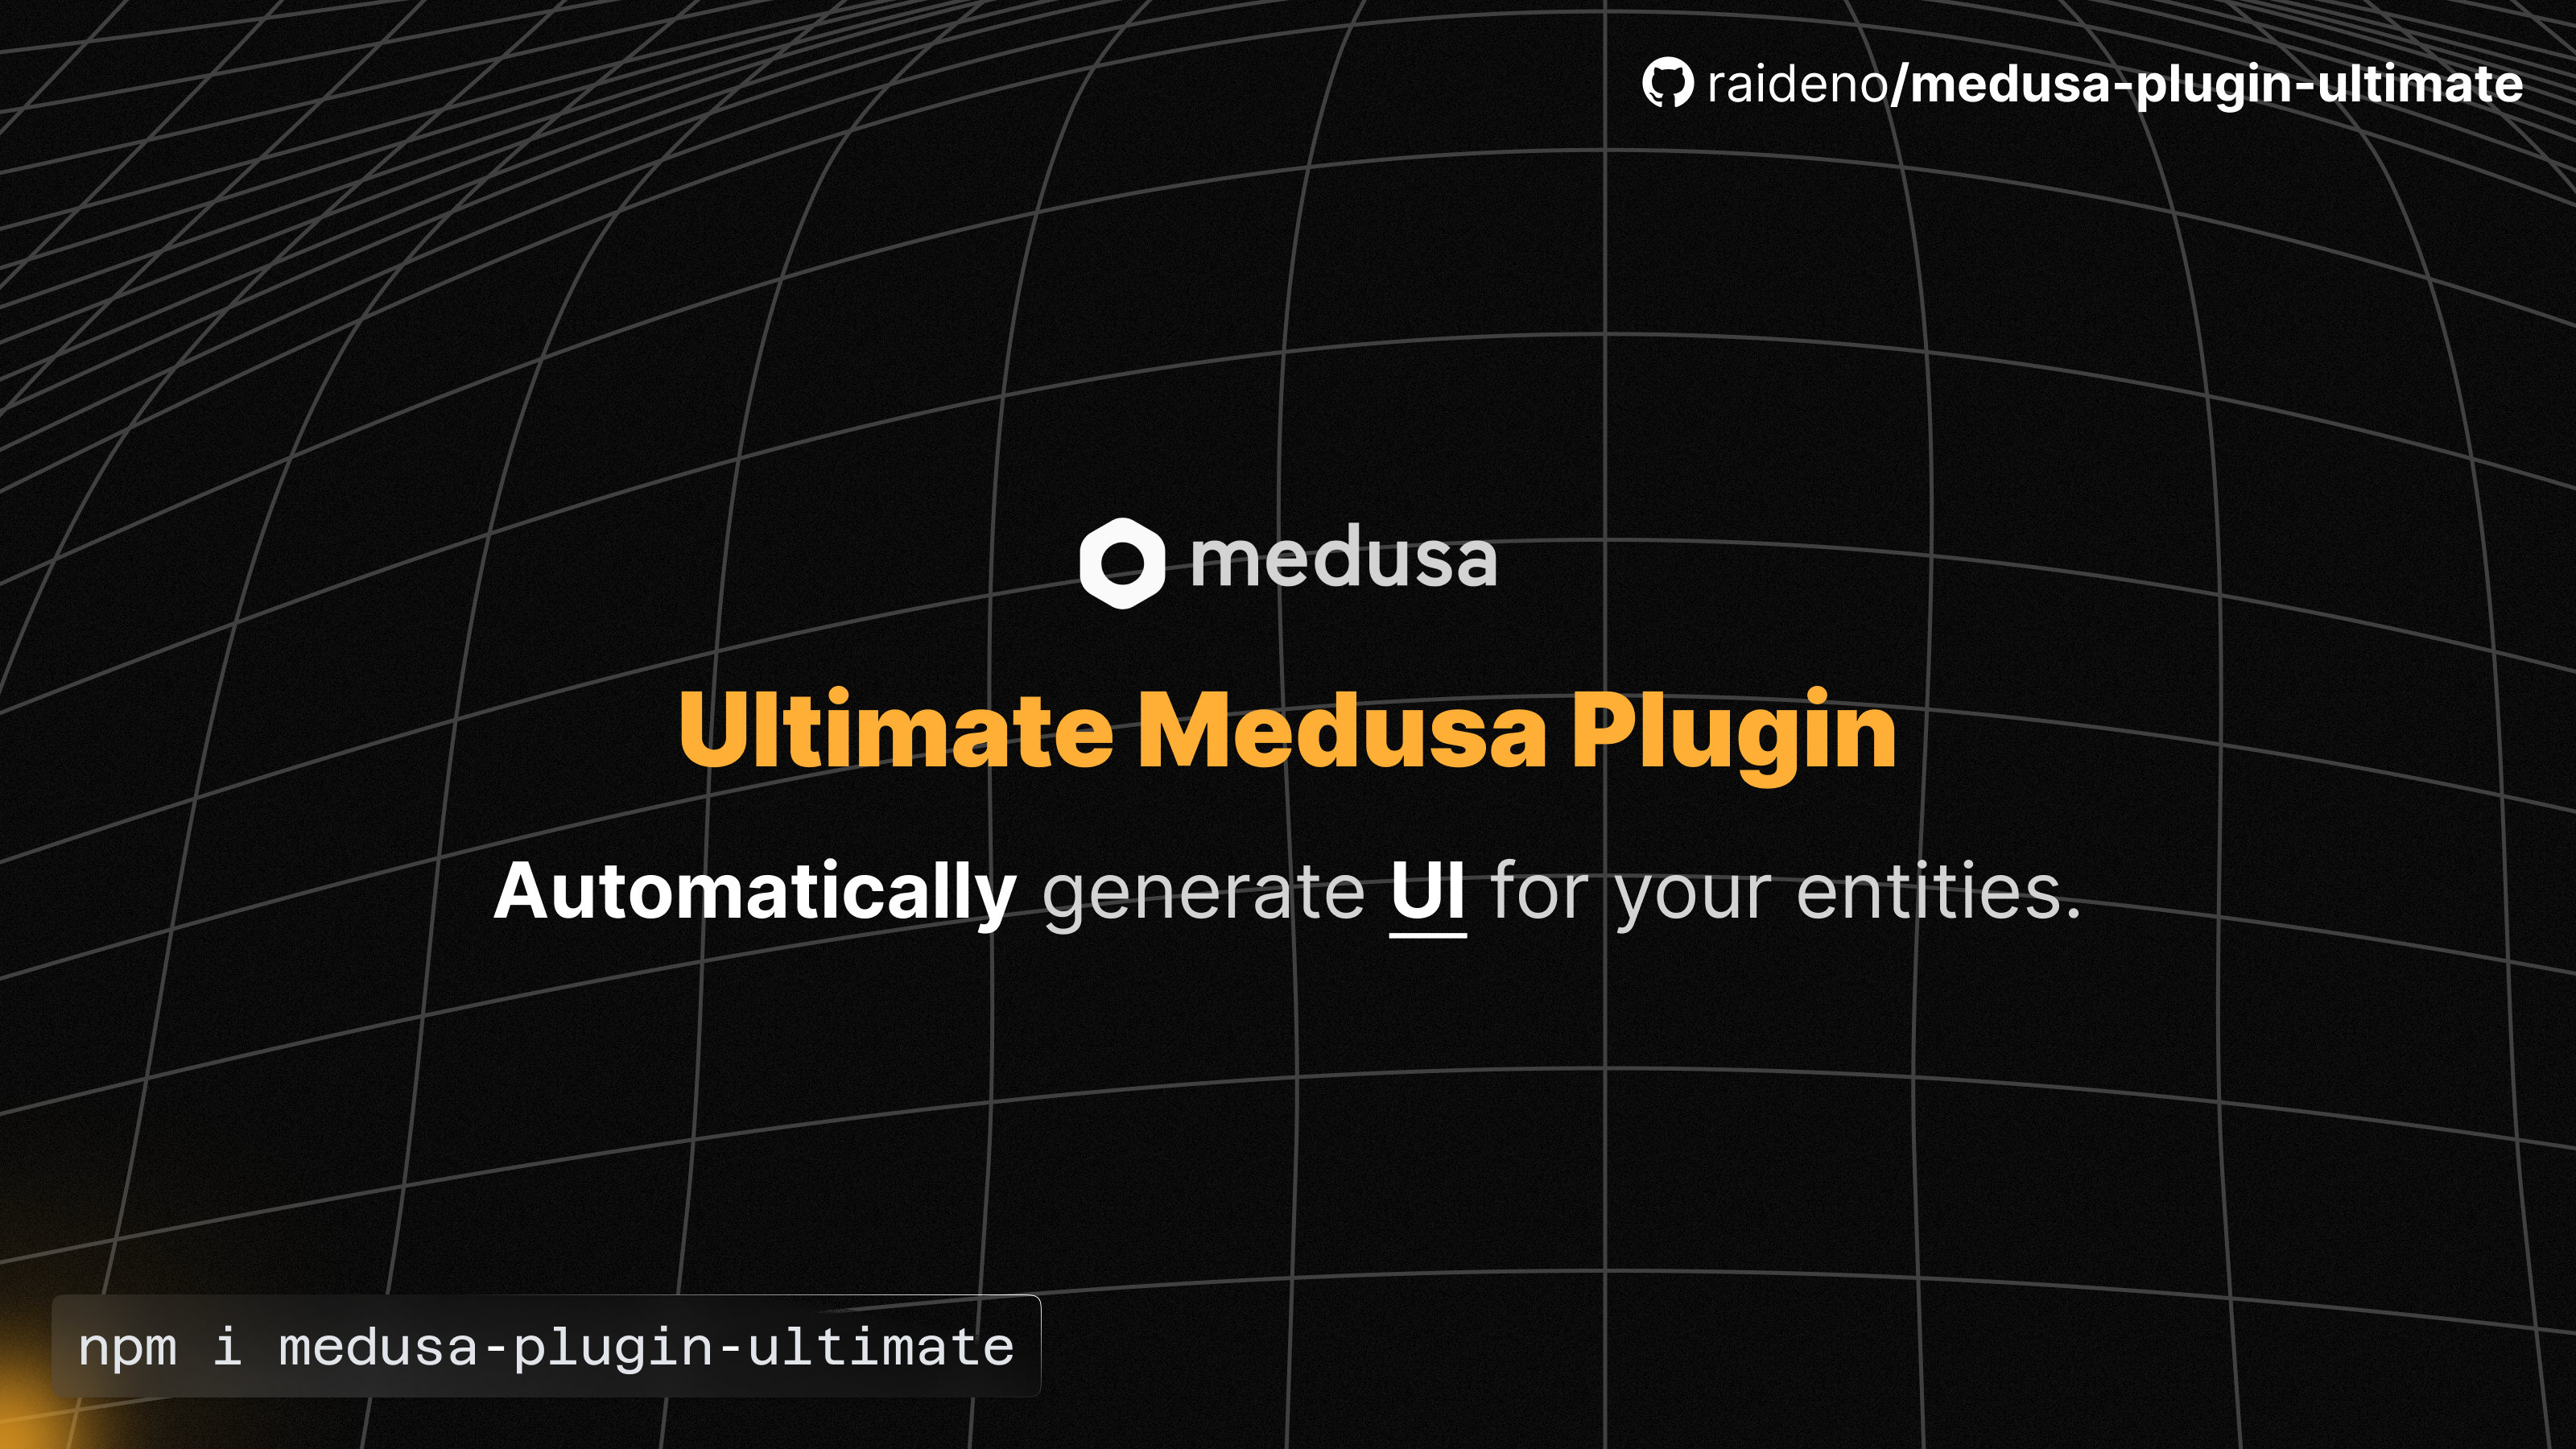 raideno/medusa-plugin-ultimate
medusa
Ultimate Medusa Plugin
Automatically generate UI for your entities.
npm i medusa-plugin-ultimate